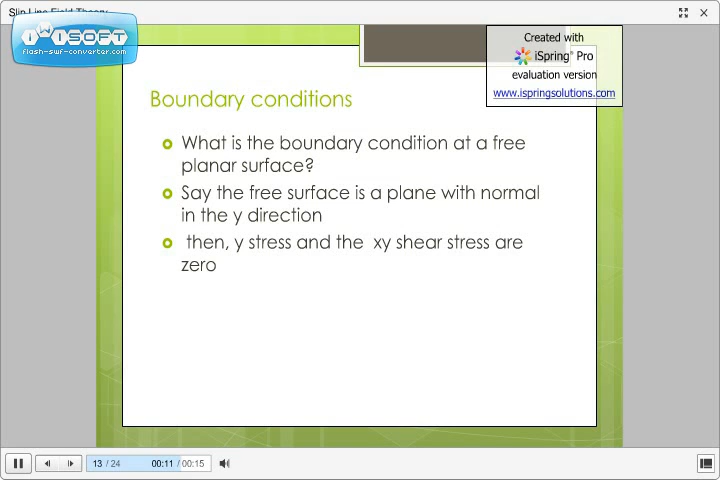 Slip Line Field Theory
iWiSOFT
flash-swf-converter.com
Created with
iSpring® Pro
evaluation version
www.ispringsolutions.com
Boundary conditions
What is the boundary condition at a free
planar surface?
Say the free surface is a plane with normal
in the y direction
then, y stress and the xy shear stress are
zero
13 / 24
00:11 / 00:15